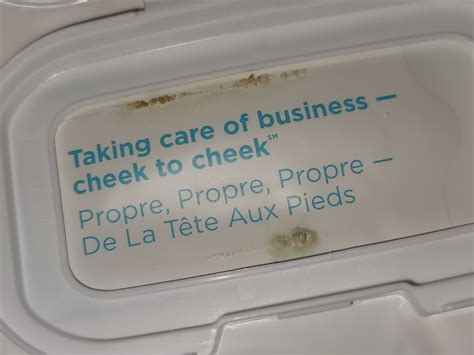 Taking care of business —
cheek to cheek℠
Propre, Propre, Propre —
De La Tête Aux Pieds